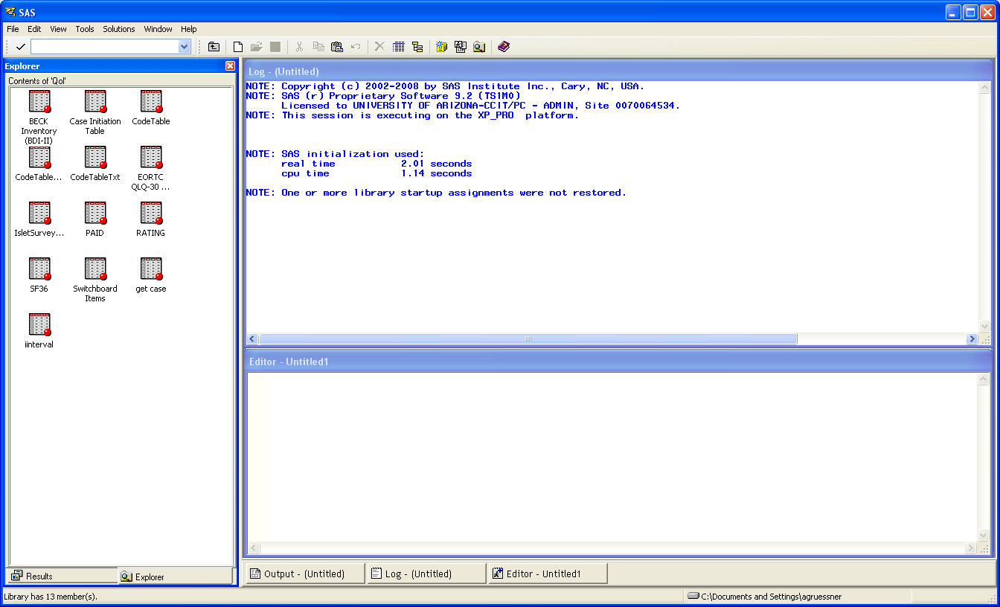 SAS
File Edit View Tools Solutions Window Help
Explorer
Contents of 'Qol'
BECK Inventory (BDI-II)
Case Initiation Table
CodeTable
CodeTable...
CodeTableTxt
EORTC QLQ-30 ...
IsletSurvey...
PAID
RATING
SF36
Switchboard Items
get case
iinterval
Results
Explorer
Log - (Untitled)
NOTE: Copyright (c) 2002-2008 by SAS Institute Inc., Cary, NC, USA.
NOTE: SAS (r) Proprietary Software 9.2 (TS1M0)
Licensed to UNIVERSITY OF ARIZONA-CCIT/PC - ADMIN, Site 0070064534.
NOTE: This session is executing on the XP_PRO platform.
NOTE: SAS initialization used:
real time 2.01 seconds
cpu time 1.14 seconds
NOTE: One or more library startup assignments were not restored.
Editor - Untitled1
Output - (Untitled)
Log - (Untitled)
Editor - Untitled1
Library has 13 member(s).
C:\Documents and Settings\agruessner